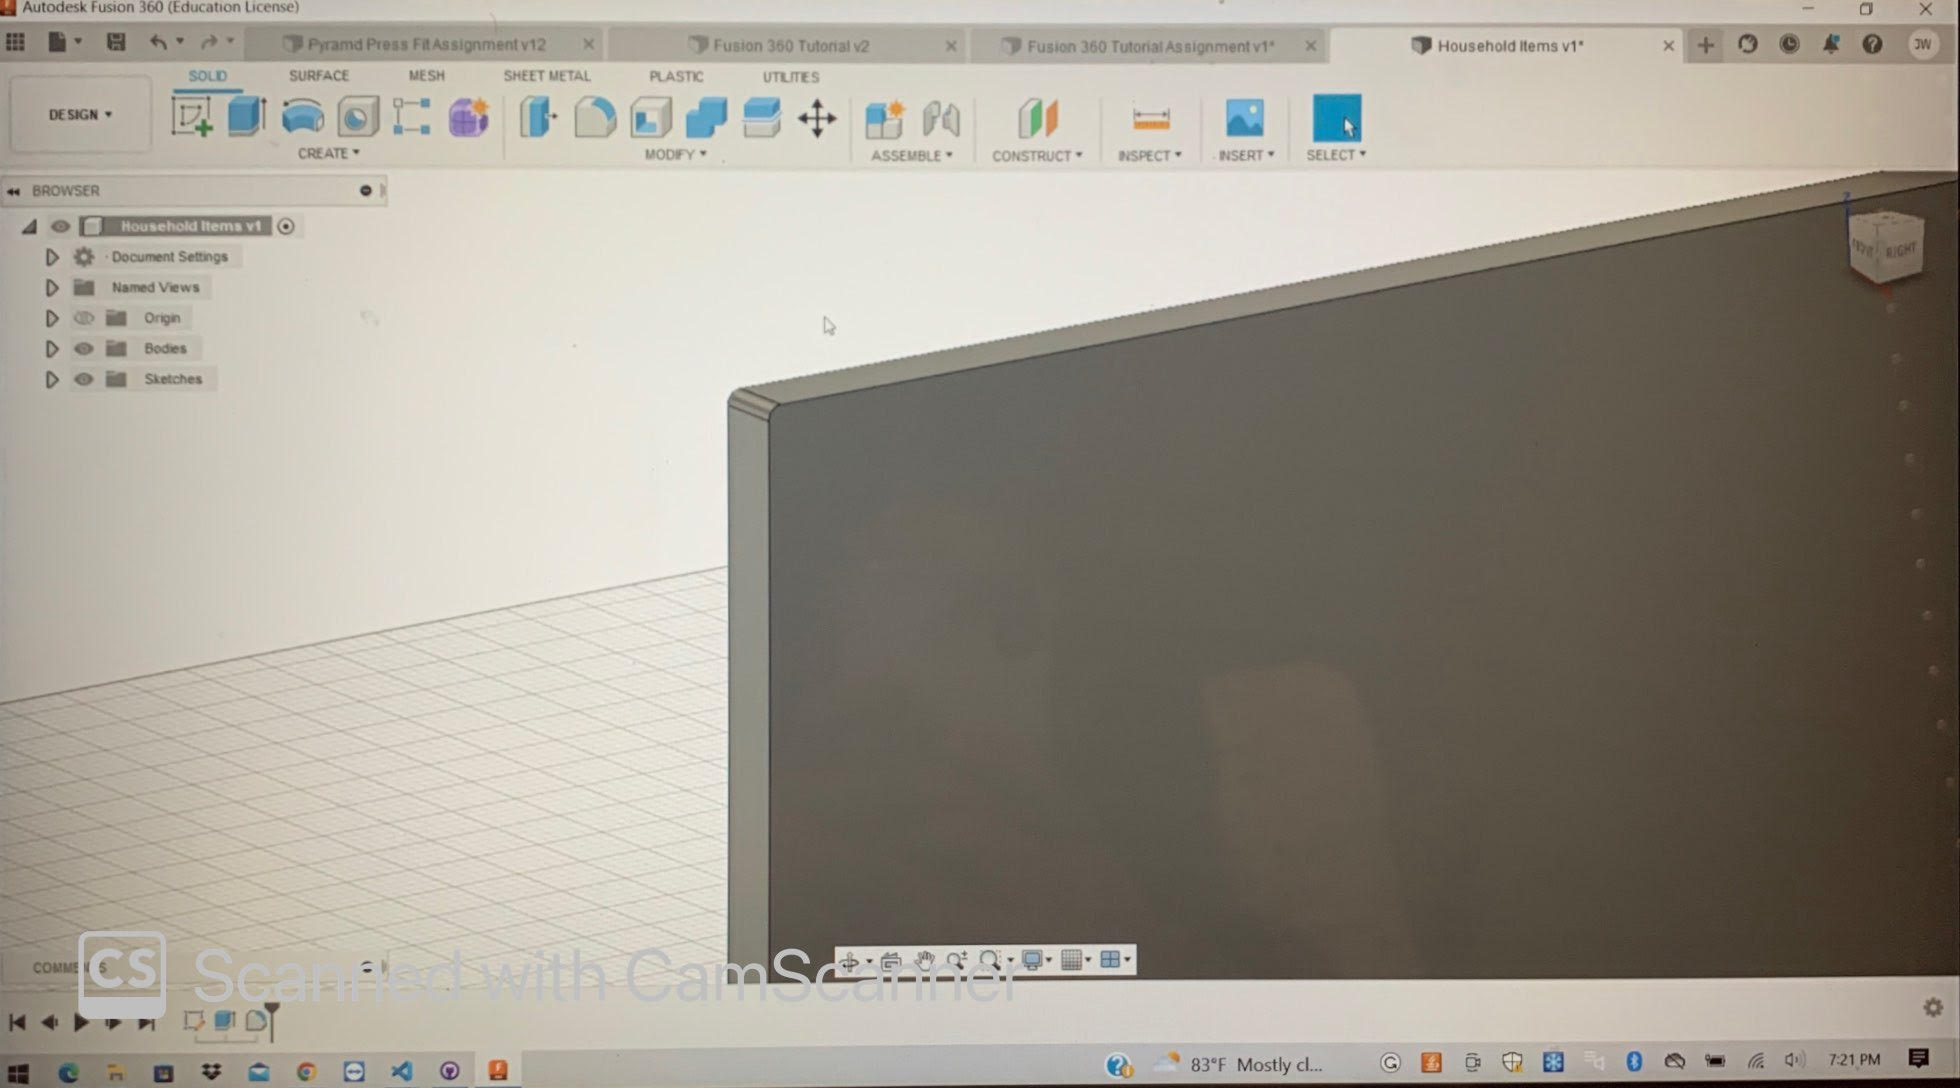 Autodesk Fusion 360 (Education License)
Pyramd Press Fit Assignment v12
Fusion 360 Tutorial v2
Fusion 360 Tutorial Assignment v1*
Household Items v1*
JW
SOLID
SURFACE
MESH
SHEET METAL
PLASTIC
UTILITIES
DESIGN
CREATE
MODIFY
ASSEMBLE
CONSTRUCT
INSPECT
INSERT
SELECT
BROWSER
Household Items v1
Document Settings
Named Views
Origin
Bodies
Sketches
Z
RIGHT
CS Scanned with CamScanner
83°F Mostly cl...
7:21 PM